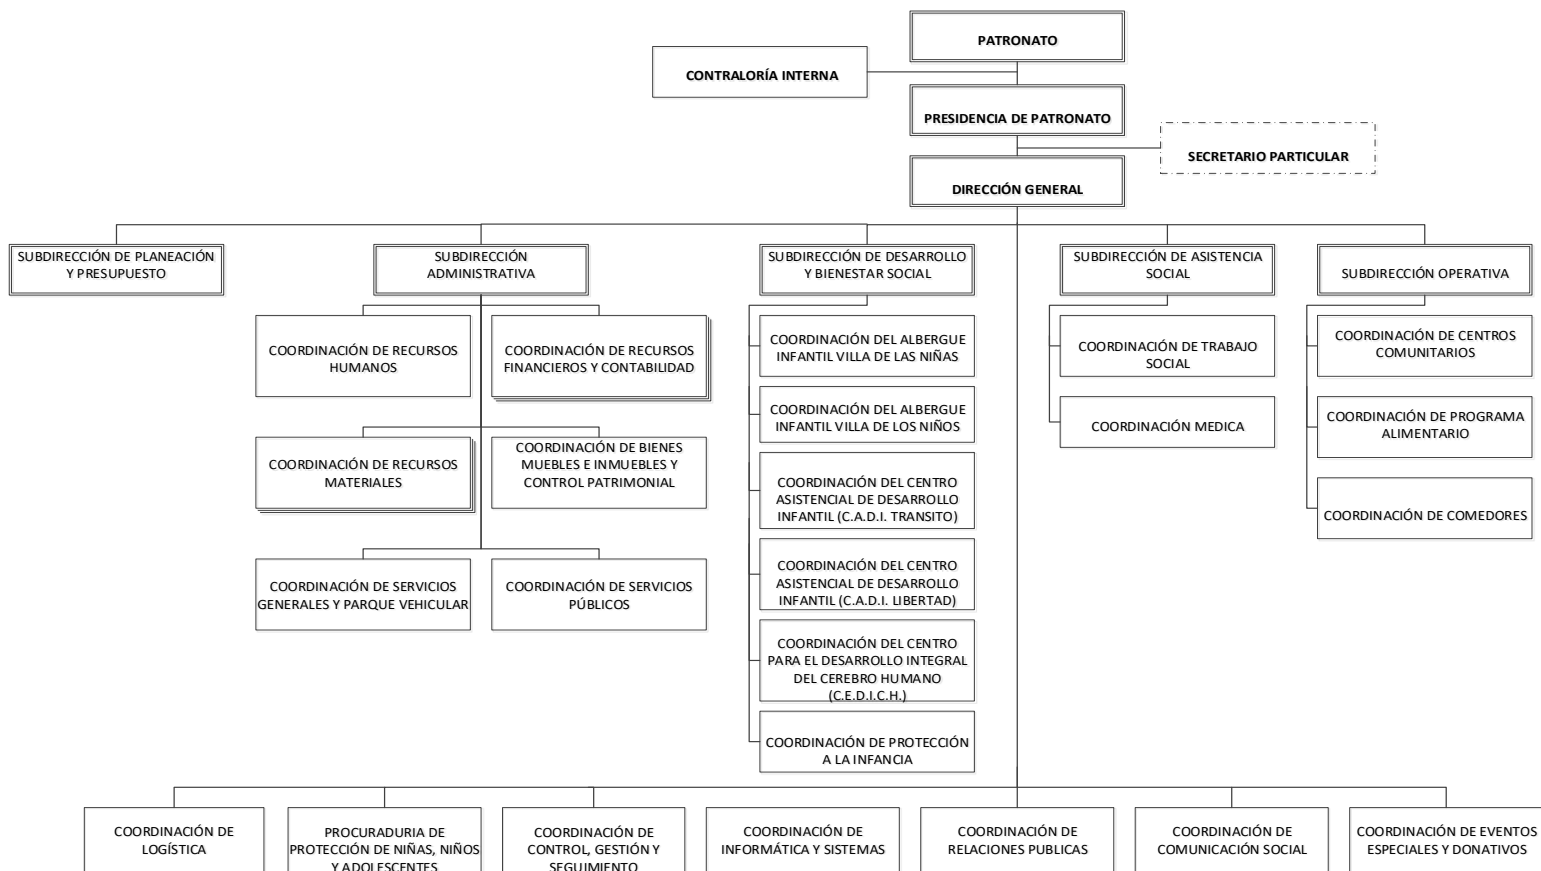 PATRONATO
CONTRALORÍA INTERNA
PRESIDENCIA DE PATRONATO
SECRETARIO PARTICULAR
DIRECCIÓN GENERAL
SUBDIRECCIÓN DE PLANEACIÓN
Y PRESUPUESTO
SUBDIRECCIÓN
ADMINISTRATIVA
SUBDIRECCIÓN DE DESARROLLO
Y BIENESTAR SOCIAL
SUBDIRECCIÓN DE ASISTENCIA
SOCIAL
SUBDIRECCIÓN OPERATIVA
COORDINACIÓN DE RECURSOS
HUMANOS
COORDINACIÓN DE RECURSOS
FINANCIEROS Y CONTABILIDAD
COORDINACIÓN DE RECURSOS
MATERIALES
COORDINACIÓN DE BIENES
MUEBLES E INMUEBLES Y
CONTROL PATRIMONIAL
COORDINACIÓN DE SERVICIOS
GENERALES Y PARQUE VEHICULAR
COORDINACIÓN DE SERVICIOS
PÚBLICOS
COORDINACIÓN DEL ALBERGUE
INFANTIL VILLA DE LAS NIÑAS
COORDINACIÓN DEL ALBERGUE
INFANTIL VILLA DE LOS NIÑOS
COORDINACIÓN DEL CENTRO
ASISTENCIAL DE DESARROLLO
INFANTIL (C.A.D.I. TRANSITO)
COORDINACIÓN DEL CENTRO
ASISTENCIAL DE DESARROLLO
INFANTIL (C.A.D.I. LIBERTAD)
COORDINACIÓN DEL CENTRO
PARA EL DESARROLLO INTEGRAL
DEL CEREBRO HUMANO
(C.E.D.I.C.H.)
COORDINACIÓN DE PROTECCIÓN
A LA INFANCIA
COORDINACIÓN DE TRABAJO
SOCIAL
COORDINACIÓN MEDICA
COORDINACIÓN DE CENTROS
COMUNITARIOS
COORDINACIÓN DE PROGRAMA
ALIMENTARIO
COORDINACIÓN DE COMEDORES
COORDINACIÓN DE
LOGÍSTICA
PROCURADURIA DE
PROTECCIÓN DE NIÑAS, NIÑOS
Y ADOLESCENTES
COORDINACIÓN DE
CONTROL, GESTIÓN Y
SEGUIMIENTO
COORDINACIÓN DE
INFORMÁTICA Y SISTEMAS
COORDINACIÓN DE
RELACIONES PUBLICAS
COORDINACIÓN DE
COMUNICACIÓN SOCIAL
COORDINACIÓN DE EVENTOS
ESPECIALES Y DONATIVOS